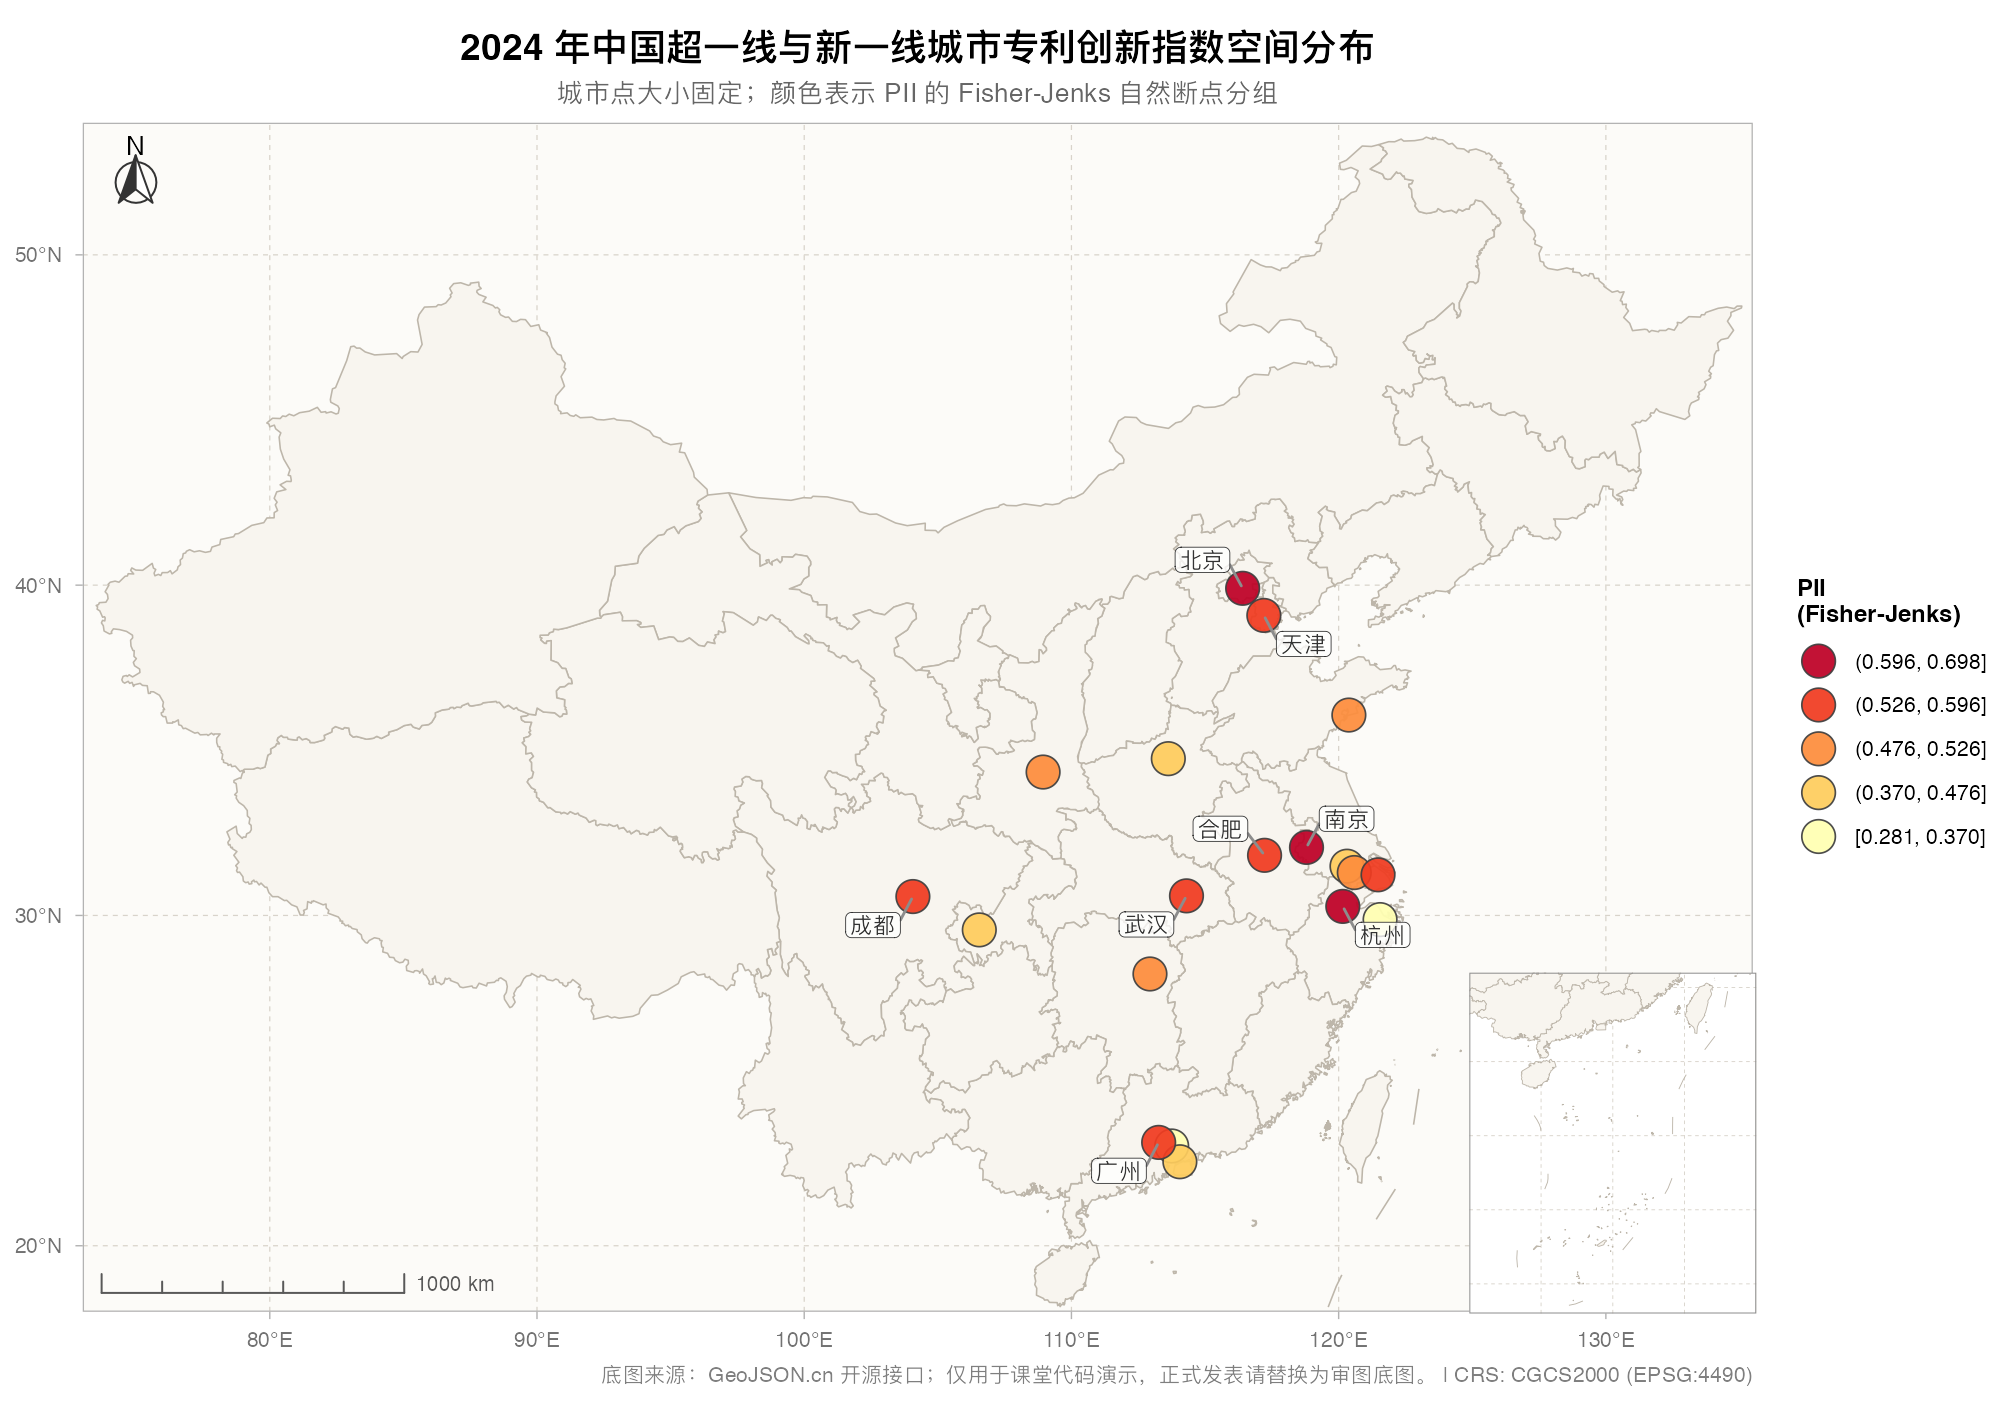 2024 年中国超一线与新一线城市专利创新指数空间分布
城市点大小固定；颜色表示 PII 的 Fisher-Jenks 自然断点分组
N
50°N
40°N
30°N
20°N
北京
天津
南京
合肥
成都
武汉
杭州
广州
1000 km
80°E
90°E
100°E
110°E
120°E
130°E
PII
(Fisher-Jenks)
(0.596, 0.698]
(0.526, 0.596]
(0.476, 0.526]
(0.370, 0.476]
[0.281, 0.370]
底图来源：GeoJSON.cn 开源接口；仅用于课堂代码演示，正式发表请替换为审图底图。 | CRS: CGCS2000 (EPSG:4490)